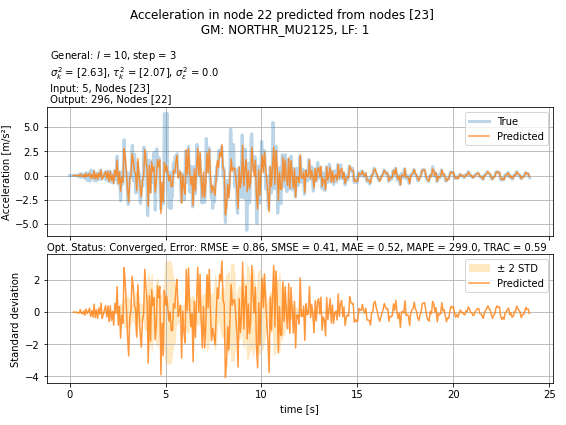 Acceleration in node 22 predicted from nodes [23]
GM: NORTHR_MU2125, LF: 1
General: l = 10, step = 3
σ²ₖ = [2.63], τ²ₖ = [2.07], σ²ε = 0.0
Input: 5, Nodes [23]
Output: 296, Nodes [22]
Acceleration [m/s²]
5.0
2.5
0.0
−2.5
−5.0
True
Predicted
Opt. Status: Converged, Error: RMSE = 0.86, SMSE = 0.41, MAE = 0.52, MAPE = 299.0, TRAC = 0.59
Standard deviation
2
0
−2
−4
± 2 STD
Predicted
0 5 10 15 20 25
time [s]